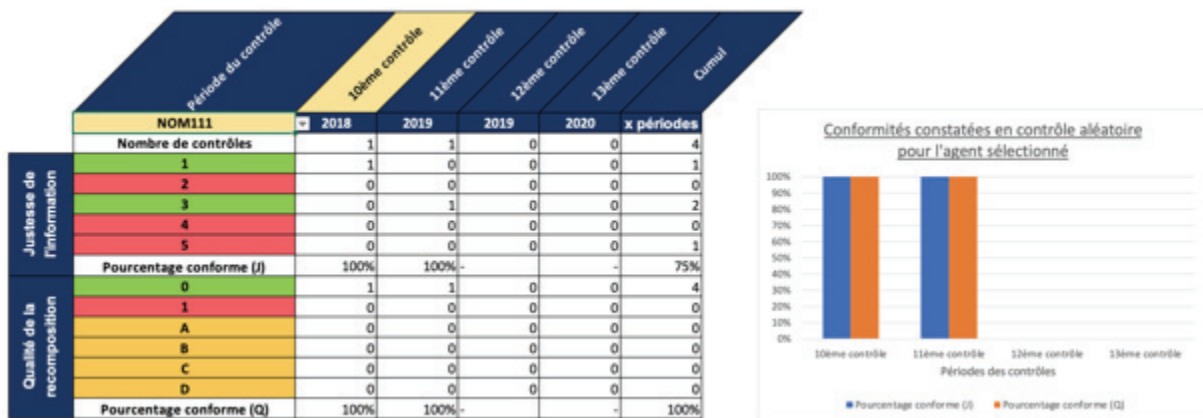 Période du contrôle 10ème contrôle 11ème contrôle 12ème contrôle 13ème contrôle Cumul
NOM111 2018 2019 2019 2020 x périodes
Nombre de contrôles 1 1 0 0 4
Justesse de l'information
1 1 0 0 0 1
2 0 0 0 0 0
3 0 1 0 0 2
4 0 0 0 0 0
5 0 0 0 0 1
Pourcentage conforme (J) 100% 100% - - 75%
Qualité de la recomposition
0 1 1 0 0 4
1 0 0 0 0 0
A 0 0 0 0 0
B 0 0 0 0 0
C 0 0 0 0 0
D 0 0 0 0 0
Pourcentage conforme (Q) 100% 100% - - 100%
Conformités constatées en contrôle aléatoire
pour l'agent sélectionné
100%
90%
80%
70%
60%
50%
40%
30%
20%
10%
0%
10ème contrôle 11ème contrôle 12ème contrôle 13ème contrôle
Périodes des contrôles
Pourcentage conforme (J) Pourcentage conforme (Q)